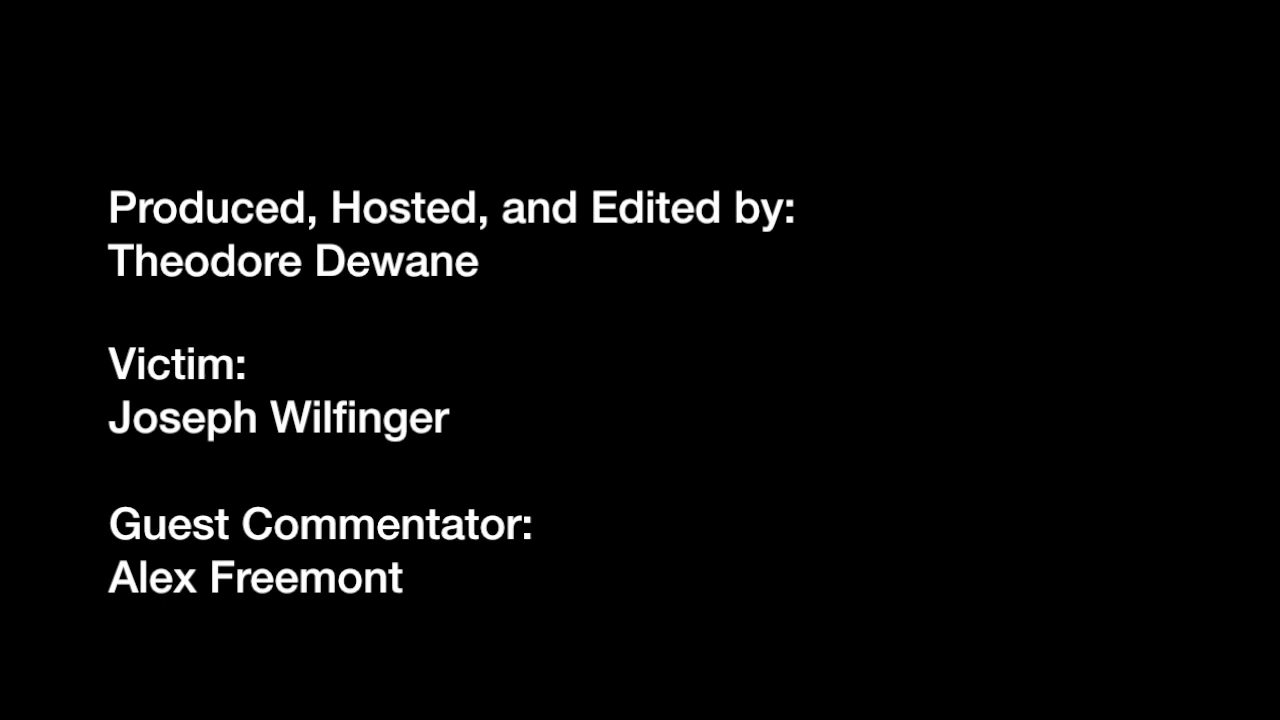 Produced, Hosted, and Edited by:
Theodore Dewane
Victim:
Joseph Wilfinger
Guest Commentator:
Alex Freemont